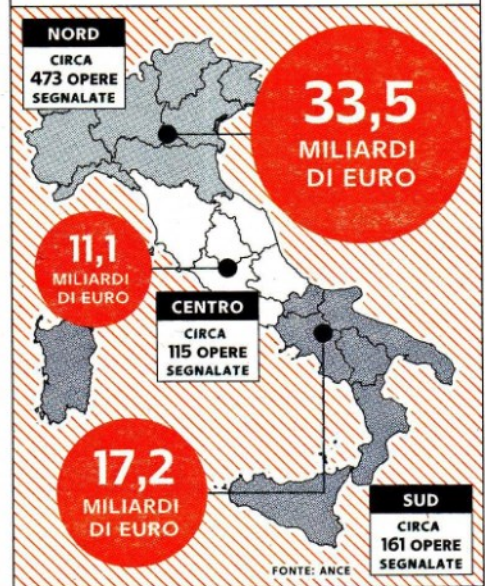 NORD
CIRCA
473 OPERE
SEGNALATE
33,5
MILIARDI
DI EURO
11,1
MILIARDI
DI EURO
CENTRO
CIRCA
115 OPERE
SEGNALATE
17,2
MILIARDI
DI EURO
SUD
CIRCA
161 OPERE
SEGNALATE
FONTE: ANCE